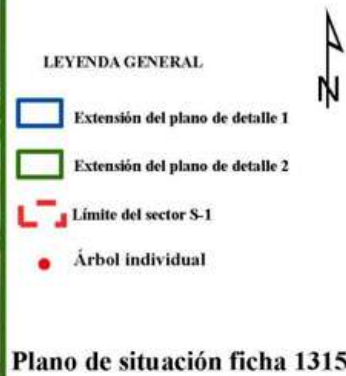 LEYENDA GENERAL
N
Extensión del plano de detalle 1
Extensión del plano de detalle 2
Límite del sector S-1
Árbol individual
Plano de situación ficha 1315